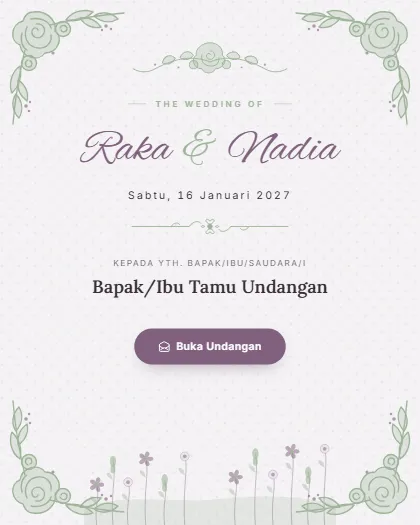 THE WEDDING OF
Raka & Nadia
Sabtu, 16 Januari 2027
KEPADA YTH. BAPAK/IBU/SAUDARA/I
Bapak/Ibu Tamu Undangan
Buka Undangan